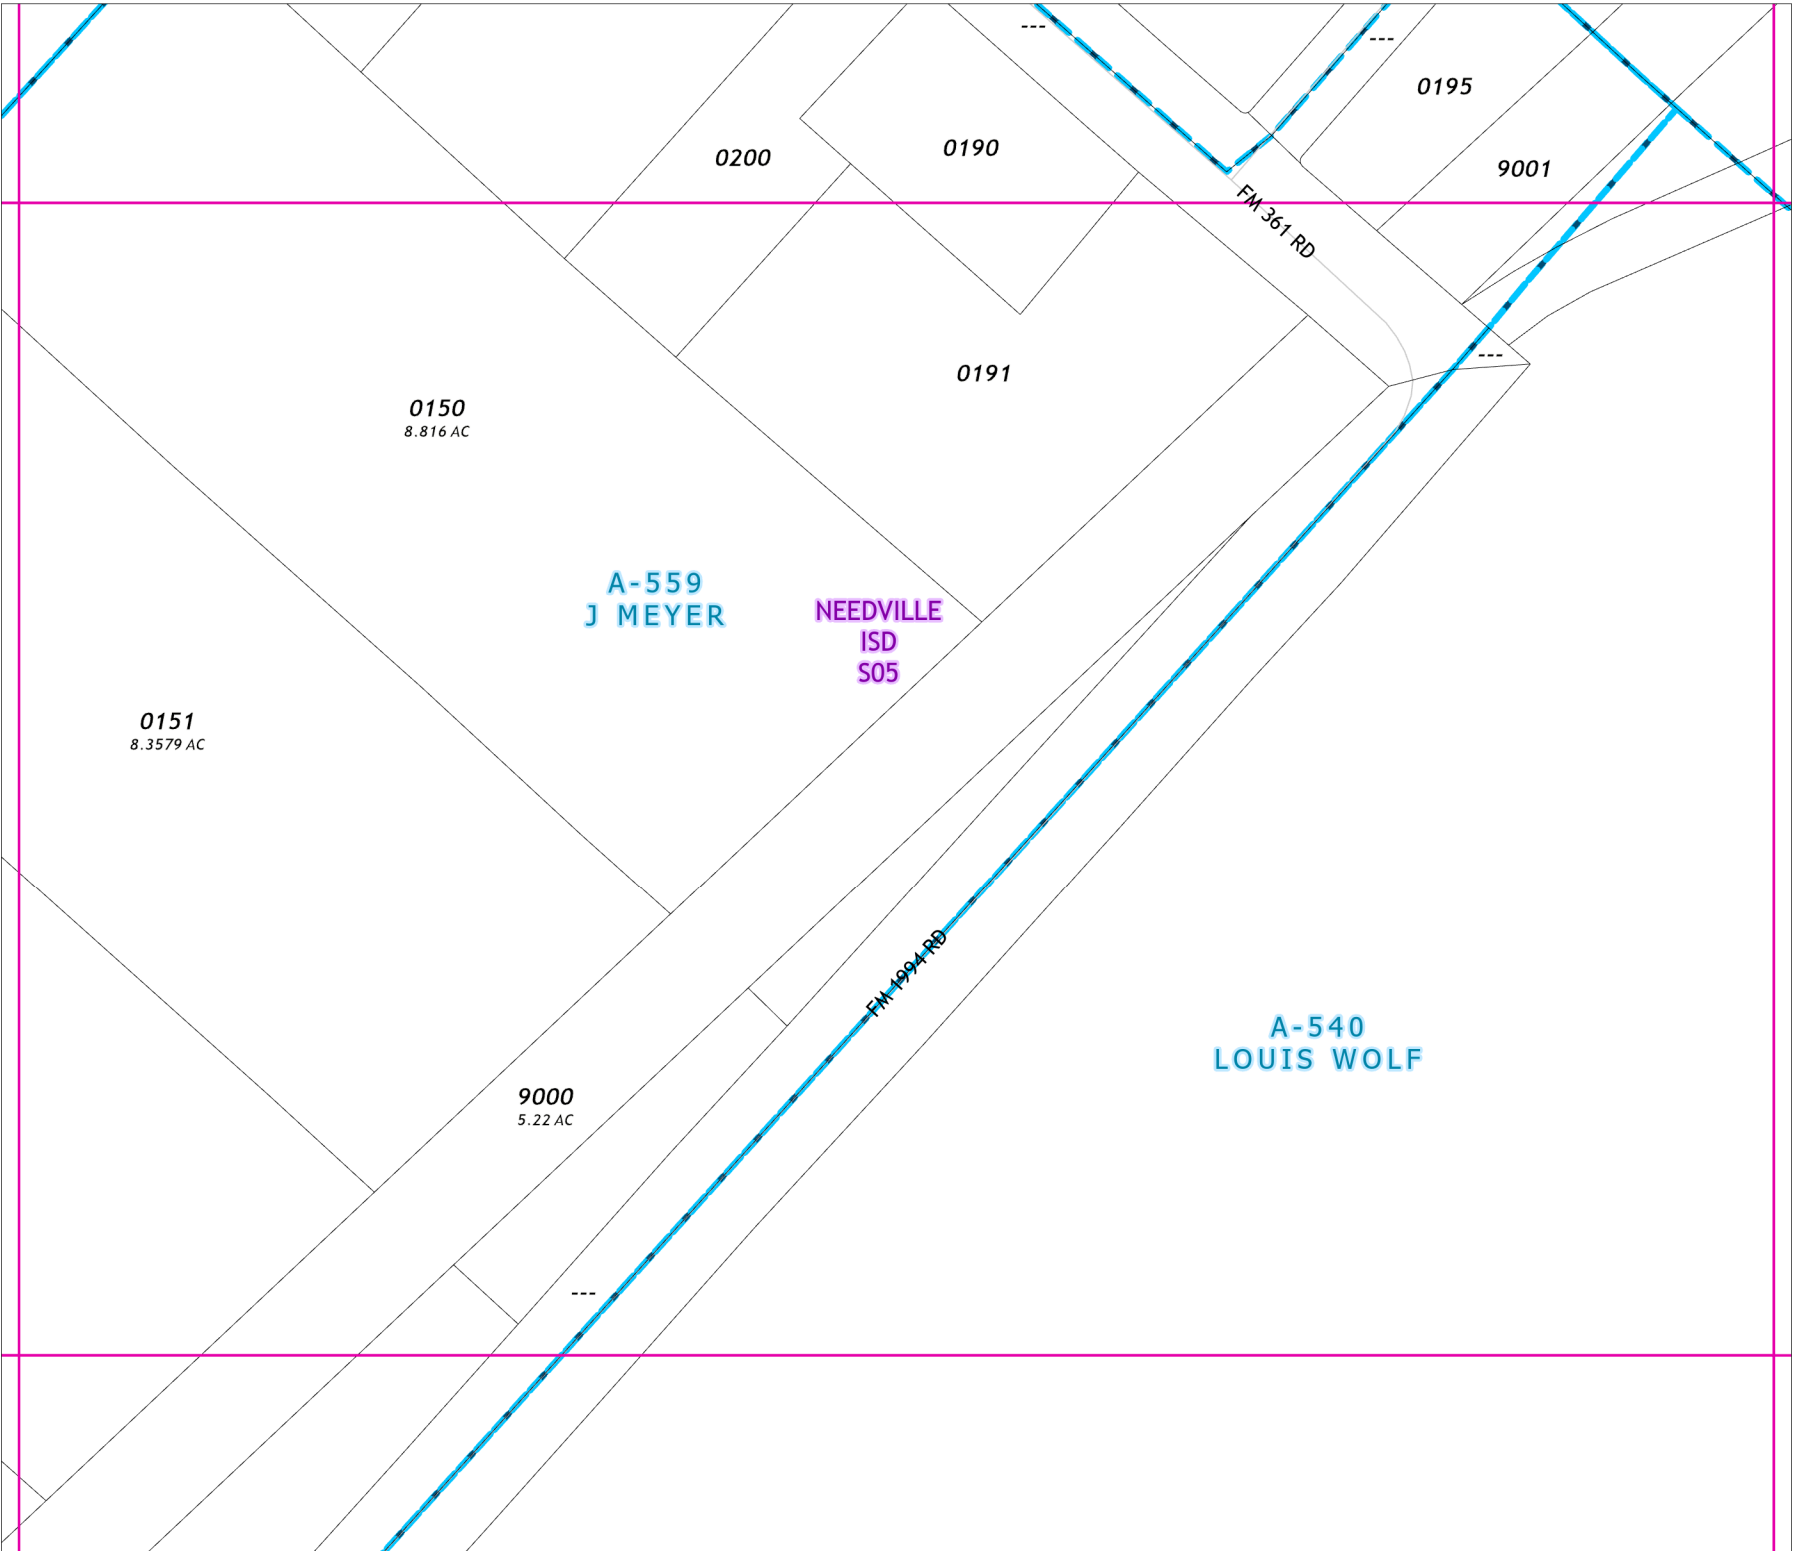 ---
---
0195
0200
0190
9001
FM 361 RD
---
0191
0150
8.816 AC
A-559
J MEYER
NEEDVILLE
ISD
S05
0151
8.3579 AC
FM 1994 RD
A-540
LOUIS WOLF
9000
5.22 AC
---